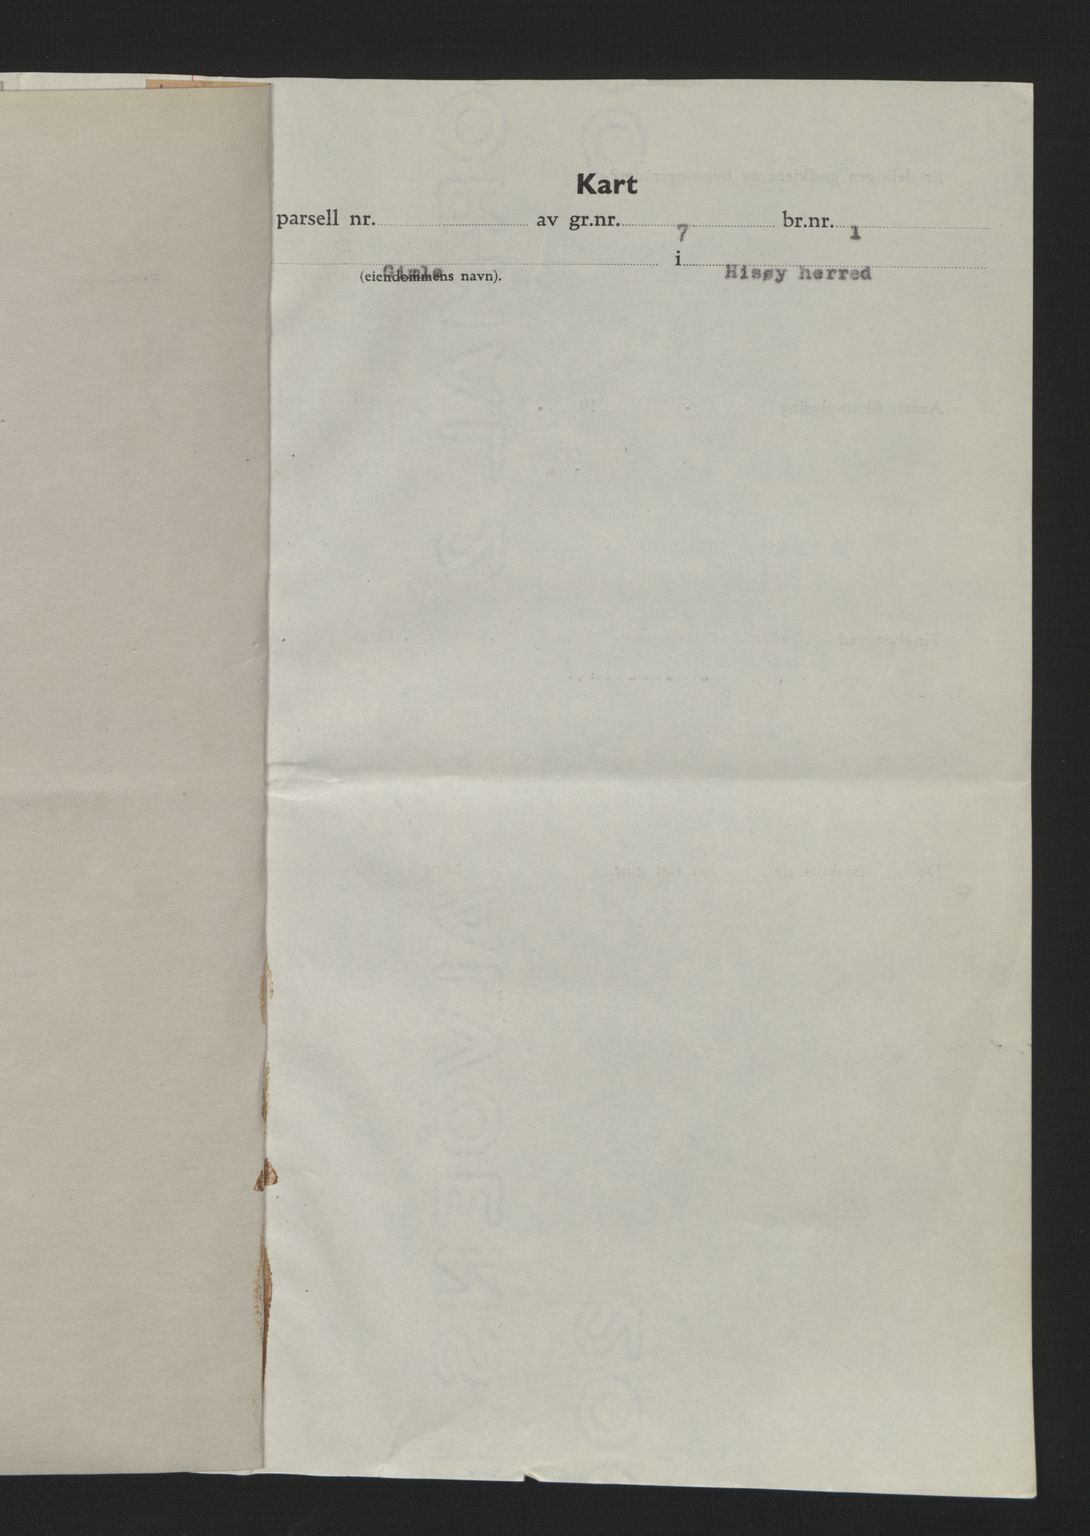 Kart
parsell nr. av gr.nr. 7 br.nr. 1
Gimle i Hisøy herred
(eiendommens navn).